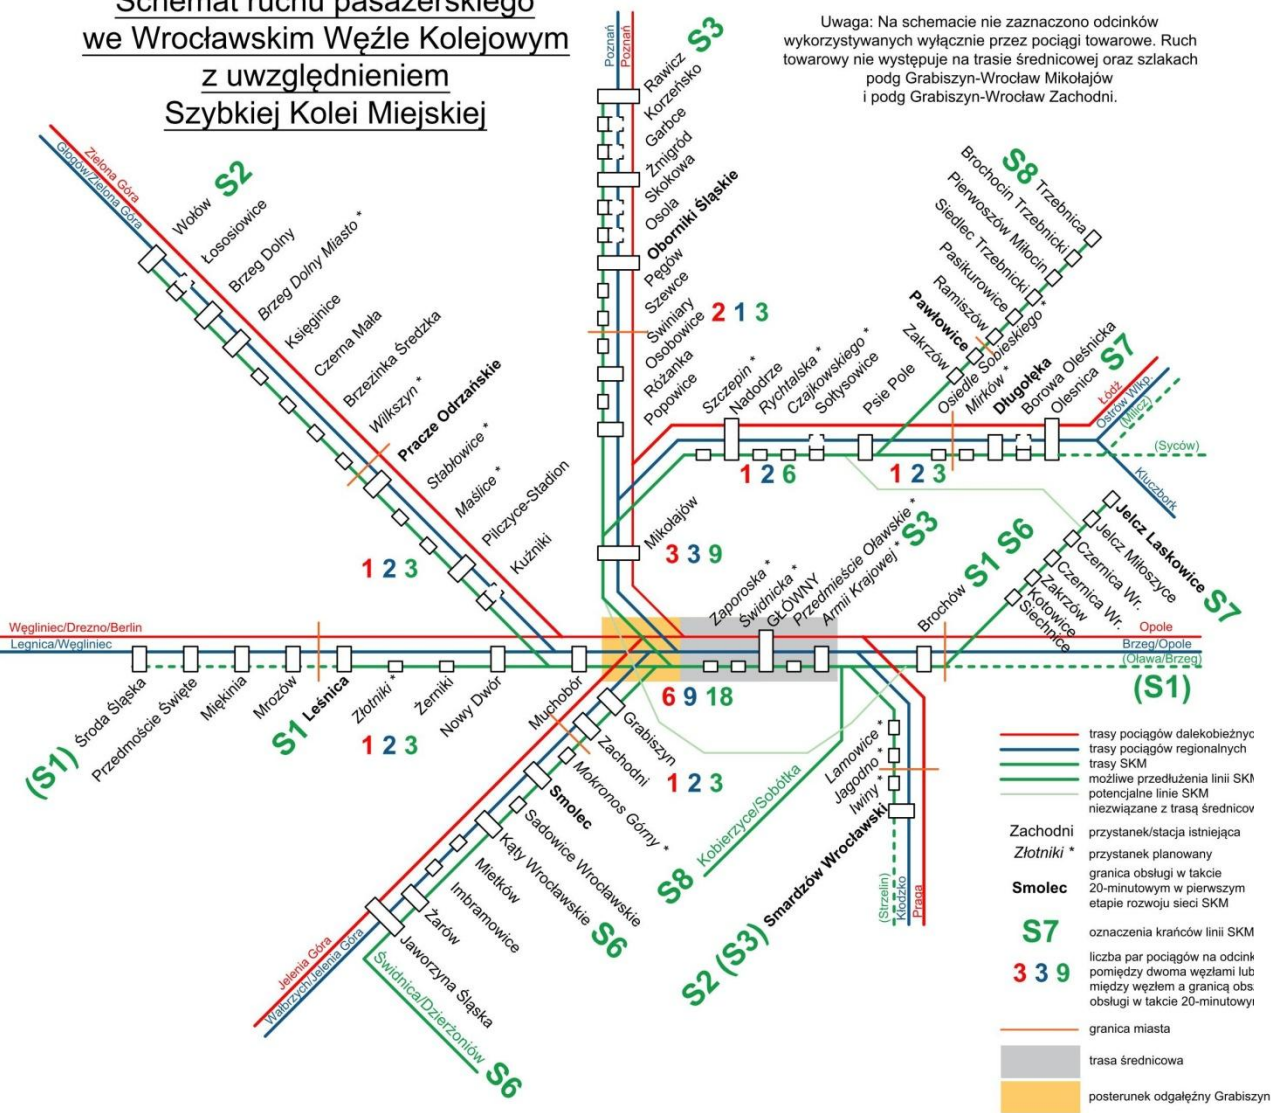 Schemat ruchu pasażerskiego
we Wrocławskim Węźle Kolejowym
z uwzględnieniem
Szybkiej Kolei Miejskiej
Uwaga: Na schemacie nie zaznaczono odcinków
wykorzystywanych wyłącznie przez pociągi towarowe. Ruch
towarowy nie występuje na trasie średnicowej oraz szlakach
podg Grabiszyn-Wrocław Mikołajów
i podg Grabiszyn-Wrocław Zachodni.
Poznań
Poznań
S3
Rawicz
Korzeńsko
Garbce
Żmigród
Skokowa
Osola
Oborniki Śląskie
Pęgów
Szewce
Świniary
Osobowice
Różanka
Popowice
2 1 3
Mikołajów
3 3 9
Zielona Góra
Głogów/Zielona Góra
S2
Wołów
Łososiowice
Brzeg Dolny
Brzeg Dolny Miasto *
Księginice
Czerna Mała
Brzezinka Średzka
Wilkszyn *
Pracze Odrzańskie
Stabłowice *
Maślice *
Pilczyce-Stadion
Kuźniki
1 2 3
S8
Trzebnica
Brochocin Trzebnicki
Pierwoszów Miłocin
Siedlec Trzebnicki
Pasikurowice
Ramiszów
Pawłowice
Zakrzów
Szczepin *
Nadodrze
Rychtalska *
Czajkowskiego *
Sołtysowice
Psie Pole
Osiedle Sobieskiego *
Mirków *
Długołęka
Borowa Oleśnicka
Oleśnica
S7
1 2 6
1 2 3
Łódź
Ostrów Wlkp.
(Milicz)
(Syców)
Kluczbork
Zaporoska *
Świdnicka *
GŁÓWNY
Przedmieście Oławskie *
Armii Krajowej *
S3
Brochów
S1 S6
Jelcz Laskowice
S7
Jelcz Miłoszyce
Czernica Wr.
Czernica Wr.
Zakrzów
Kotowice
Siechnice
Węgliniec/Drezno/Berlin
Legnica/Węgliniec
Opole
Brzeg/Opole
(Oława/Brzeg)
(S1)
(S1)
Środa Śląska
Przedmoście Święte
Miękinia
Mrozów
S1
Leśnica
Złotniki *
Żerniki
Nowy Dwór
Muchobór
1 2 3
6 9 18
Grabiszyn
Zachodni
Mokronos Górny *
Smolec
Sadowice Wrocławskie
Kąty Wrocławskie
S6
Mietków
Imbramowice
Żarów
Jaworzyna Śląska
1 2 3
Jelenia Góra
Wałbrzych/Jelenia Góra
Świdnica/Dzierżoniów
S6
Kobierzyce/Sobótka
S8
Lamowice *
Jagodno *
Iwiny *
Smardzów Wrocławski
S2 (S3)
(Strzelin)
Kłodzko
Praga
trasy pociągów dalekobieżnyc
trasy pociągów regionalnych
trasy SKM
możliwe przedłużenia linii SKM
potencjalne linie SKM
niezwiązane z trasą średnicow
Zachodni przystanek/stacja istniejąca
Złotniki * przystanek planowany
granica obsługi w takcie
Smolec 20-minutowym w pierwszym
etapie rozwoju sieci SKM
S7 oznaczenia krańców linii SKM
liczba par pociągów na odcink
3 3 9 pomiędzy dwoma węzłami lub
między węzłem a granicą obs
obsługi w takcie 20-minutowy
granica miasta
trasa średnicowa
posterunek odgałęźny Grabiszyn